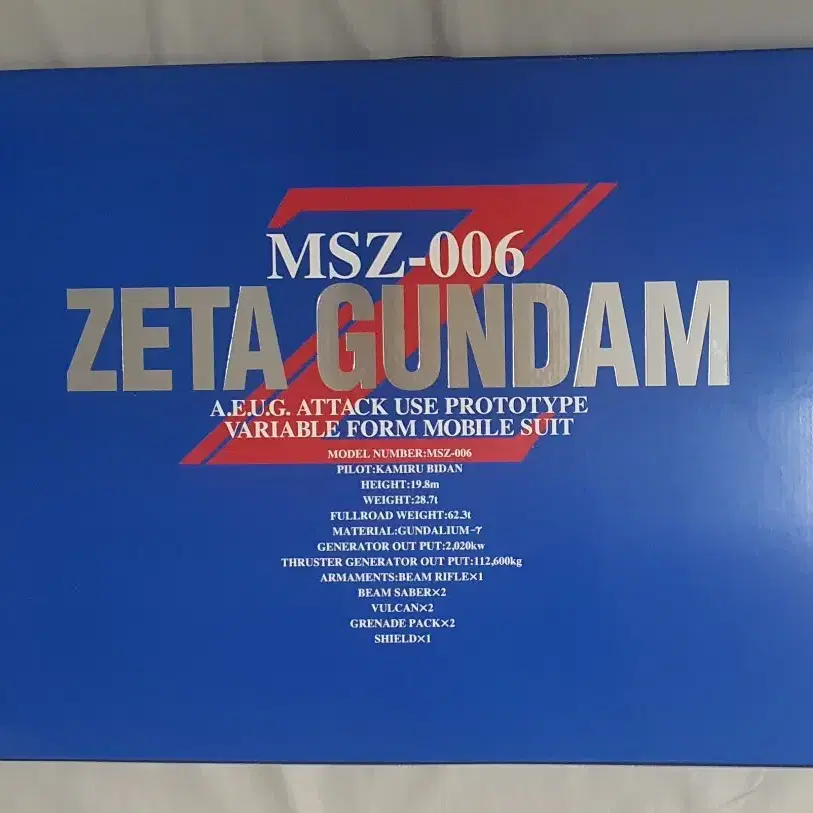 MSZ-006
ZETA GUNDAM
A.E.U.G. ATTACK USE PROTOTYPE
VARIABLE FORM MOBILE SUIT
MODEL NUMBER:MSZ-006
PILOT:KAMIRU BIDAN
HEIGHT:19.8m
WEIGHT:28.7t
FULLROAD WEIGHT:62.3t
MATERIAL:GUNDALIUM-γ
GENERATOR OUT PUT:2,020kw
THRUSTER GENERATOR OUT PUT:112,600kg
ARMAMENTS:BEAM RIFLE×1
BEAM SABER×2
VULCAN×2
GRENADE PACK×2
SHIELD×1